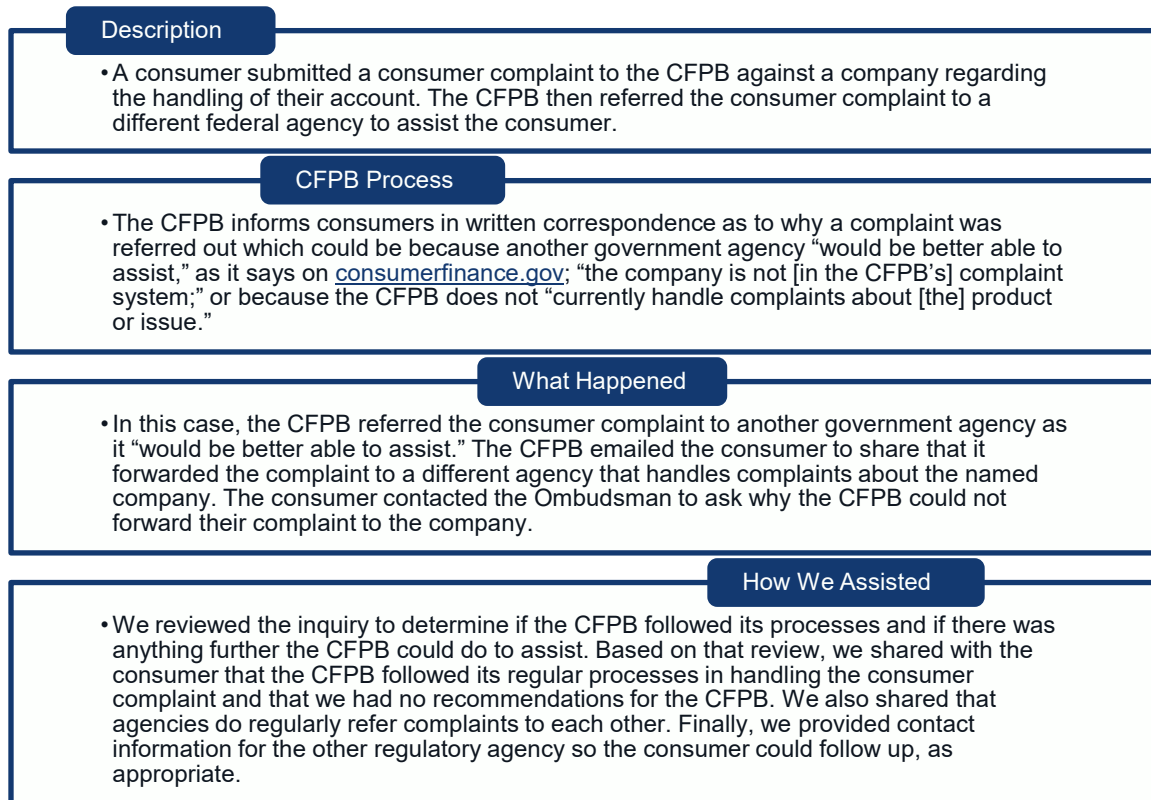 Description
• A consumer submitted a consumer complaint to the CFPB against a company regarding
the handling of their account. The CFPB then referred the consumer complaint to a
different federal agency to assist the consumer.
CFPB Process
• The CFPB informs consumers in written correspondence as to why a complaint was
referred out which could be because another government agency “would be better able to
assist,” as it says on consumerfinance.gov; “the company is not [in the CFPB’s] complaint
system;” or because the CFPB does not “currently handle complaints about [the] product
or issue.”
What Happened
• In this case, the CFPB referred the consumer complaint to another government agency as
it “would be better able to assist.” The CFPB emailed the consumer to share that it
forwarded the complaint to a different agency that handles complaints about the named
company. The consumer contacted the Ombudsman to ask why the CFPB could not
forward their complaint to the company.
How We Assisted
• We reviewed the inquiry to determine if the CFPB followed its processes and if there was
anything further the CFPB could do to assist. Based on that review, we shared with the
consumer that the CFPB followed its regular processes in handling the consumer
complaint and that we had no recommendations for the CFPB. We also shared that
agencies do regularly refer complaints to each other. Finally, we provided contact
information for the other regulatory agency so the consumer could follow up, as
appropriate.